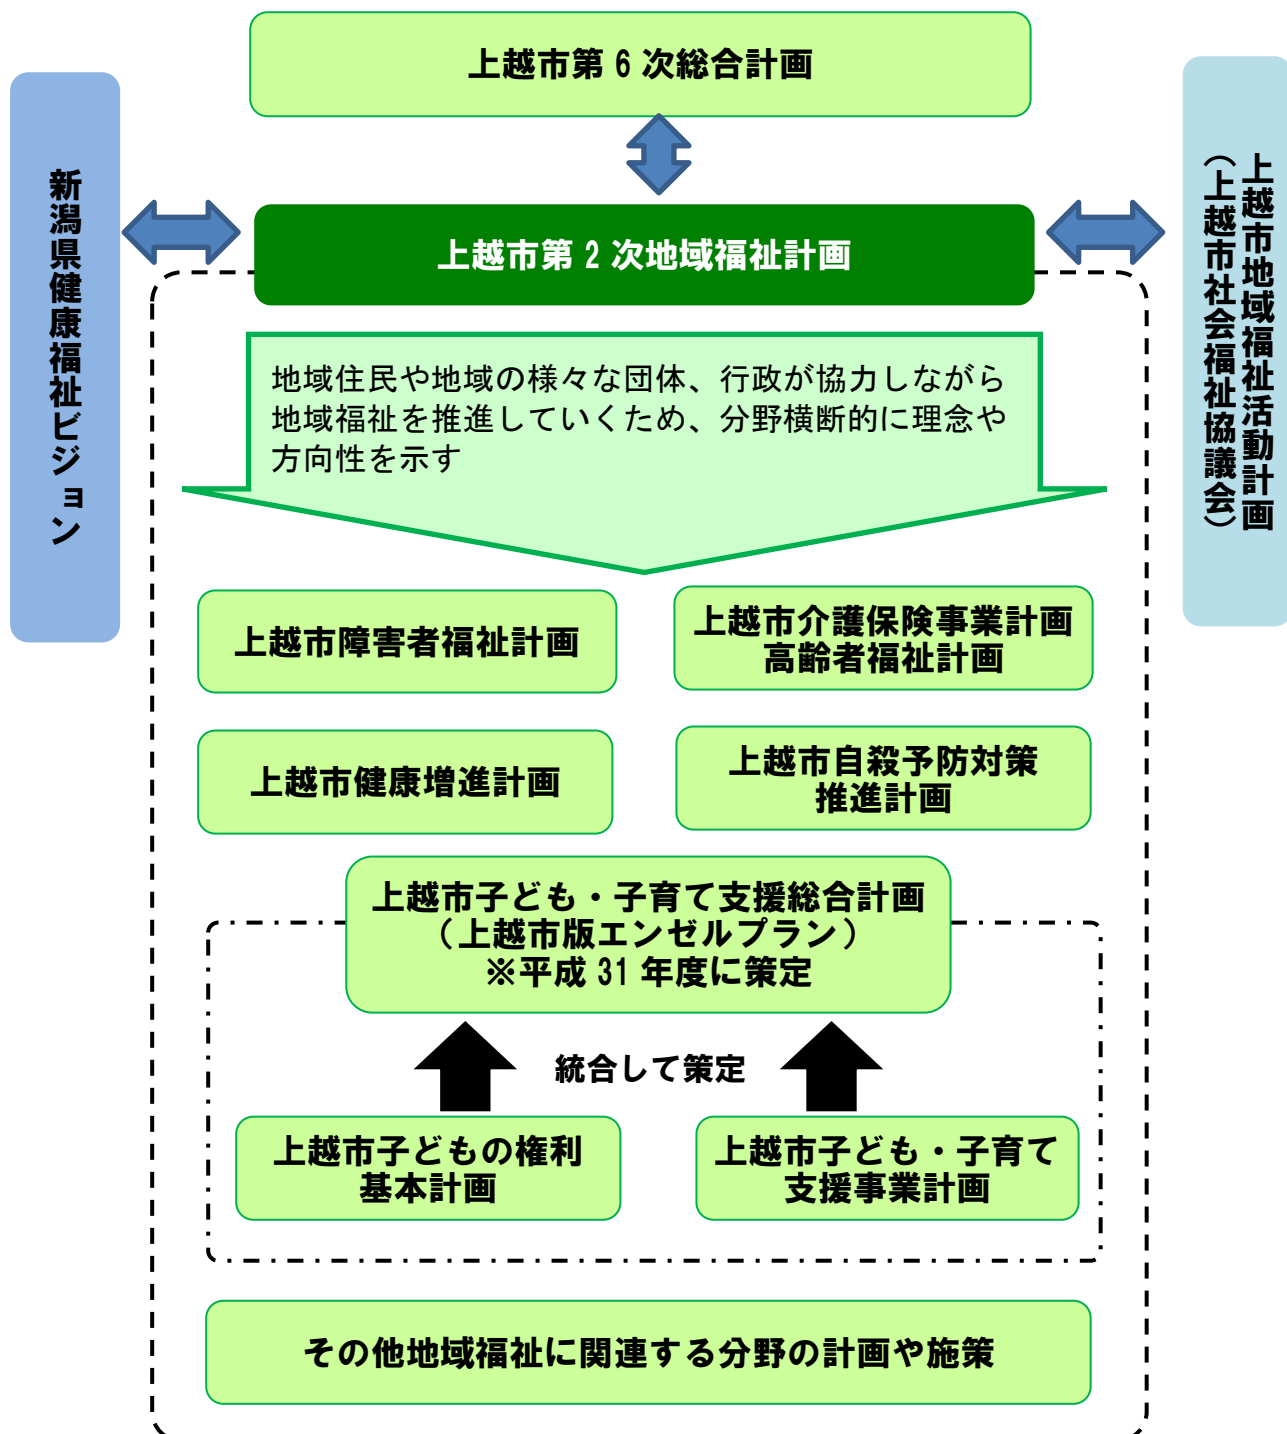 上越市第 6 次総合計画
新潟県健康福祉ビジョン
上越市地域福祉活動計画
（上越市社会福祉協議会）
上越市第 2 次地域福祉計画
地域住民や地域の様々な団体、行政が協力しながら
地域福祉を推進していくため、分野横断的に理念や
方向性を示す
上越市障害者福祉計画
上越市介護保険事業計画
高齢者福祉計画
上越市健康増進計画
上越市自殺予防対策
推進計画
上越市子ども・子育て支援総合計画
（上越市版エンゼルプラン）
※平成 31 年度に策定
統合して策定
上越市子どもの権利
基本計画
上越市子ども・子育て
支援事業計画
その他地域福祉に関連する分野の計画や施策